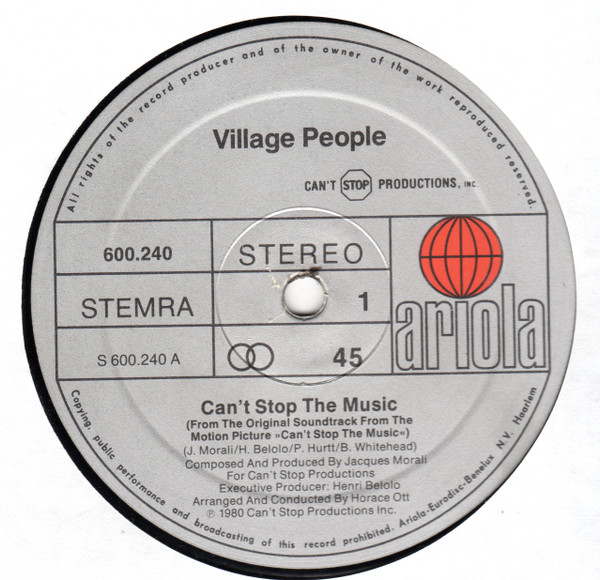 All rights of the record producer and of the owner of the work reproduced reserved.
Village People
CAN'T STOP PRODUCTIONS, INC.
600.240
STEREO
STEMRA
1
ariola
S 600.240 A
45
Can't Stop The Music
(From The Original Soundtrack From The
Motion Picture »Can't Stop The Music«)
(J. Morali/H. Belolo/P. Hurtt/B. Whitehead)
Composed And Produced By Jacques Morali
For Can't Stop Productions
Executive Producer: Henri Belolo
Arranged And Conducted By Horace Ott
℗ 1980 Can't Stop Productions Inc.
Copying, public performance and broadcasting of this record prohibited. Ariola-Eurodisc-Benelux N.V. Haarlem